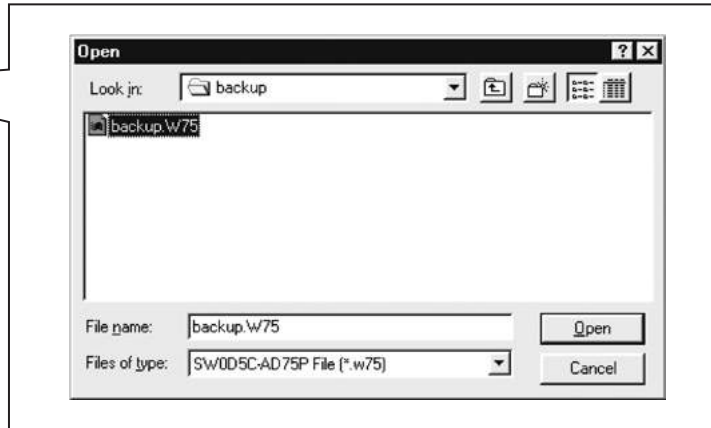 Open
Look in: backup
backup.W75
File name: backup.W75 Open
Files of type: SW0D5C-AD75P File (*.w75) Cancel